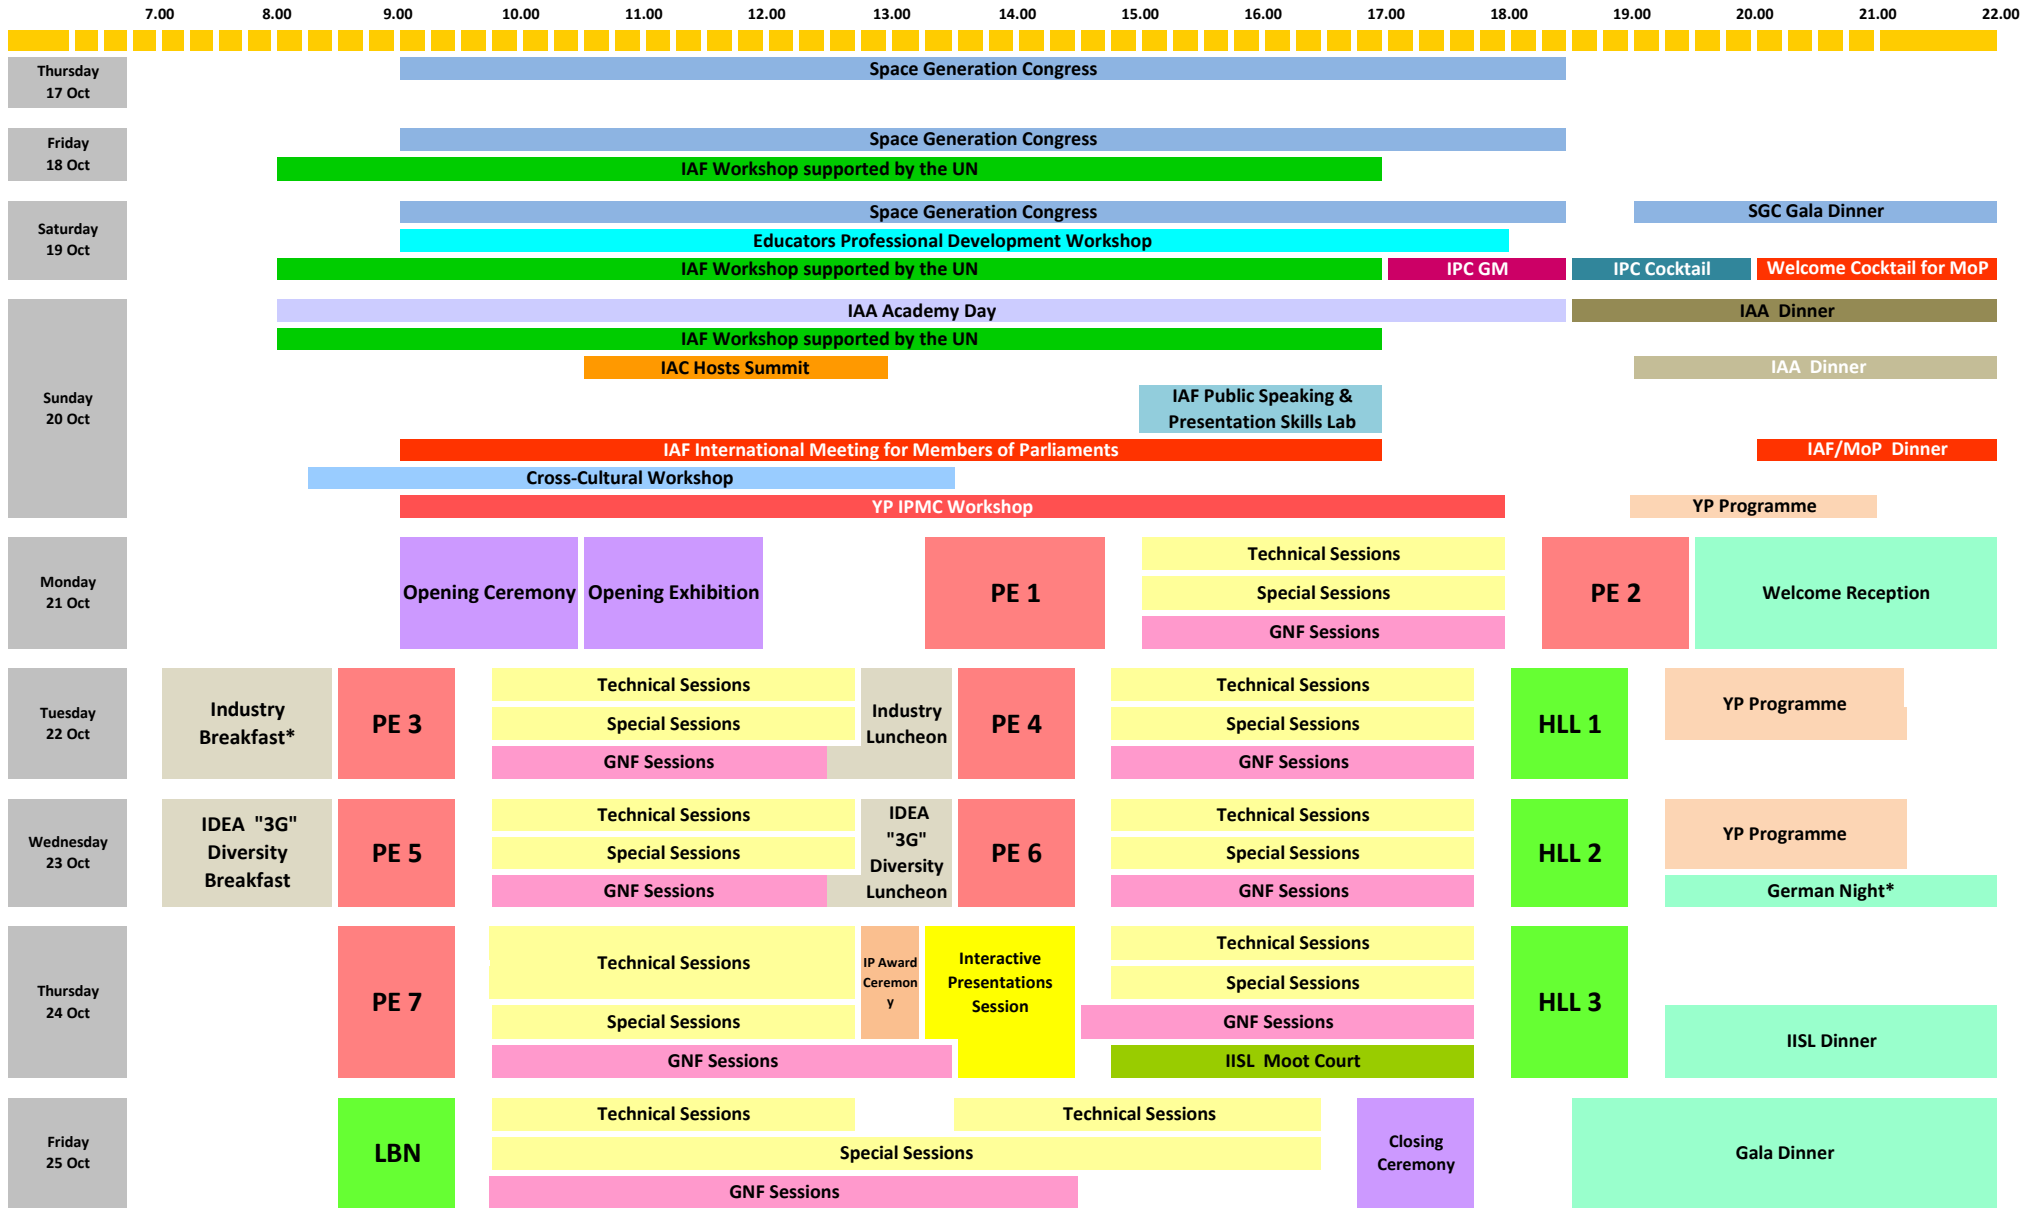 7.00 8.00 9.00 10.00 11.00 12.00 13.00 14.00 15.00 16.00 17.00 18.00 19.00 20.00 21.00 22.00
Thursday
17 Oct
Space Generation Congress
Friday
18 Oct
Space Generation Congress
IAF Workshop supported by the UN
Saturday
19 Oct
Space Generation Congress
SGC Gala Dinner
Educators Professional Development Workshop
IAF Workshop supported by the UN
IPC GM
IPC Cocktail
Welcome Cocktail for MoP
Sunday
20 Oct
IAA Academy Day
IAA Dinner
IAF Workshop supported by the UN
IAC Hosts Summit
IAA Dinner
IAF Public Speaking &
Presentation Skills Lab
IAF International Meeting for Members of Parliaments
IAF/MoP Dinner
Cross-Cultural Workshop
YP IPMC Workshop
YP Programme
Monday
21 Oct
Opening Ceremony
Opening Exhibition
PE 1
Technical Sessions
Special Sessions
GNF Sessions
PE 2
Welcome Reception
Tuesday
22 Oct
Industry
Breakfast*
PE 3
Technical Sessions
Special Sessions
GNF Sessions
Industry
Luncheon
PE 4
Technical Sessions
Special Sessions
GNF Sessions
HLL 1
YP Programme
Wednesday
23 Oct
IDEA "3G"
Diversity
Breakfast
PE 5
Technical Sessions
Special Sessions
GNF Sessions
IDEA
"3G"
Diversity
Luncheon
PE 6
Technical Sessions
Special Sessions
GNF Sessions
HLL 2
YP Programme
German Night*
Thursday
24 Oct
PE 7
Technical Sessions
Special Sessions
GNF Sessions
IP Award
Ceremon
y
Interactive
Presentations
Session
Technical Sessions
Special Sessions
GNF Sessions
IISL Moot Court
HLL 3
IISL Dinner
Friday
25 Oct
LBN
Technical Sessions
Technical Sessions
Special Sessions
GNF Sessions
Closing
Ceremony
Gala Dinner